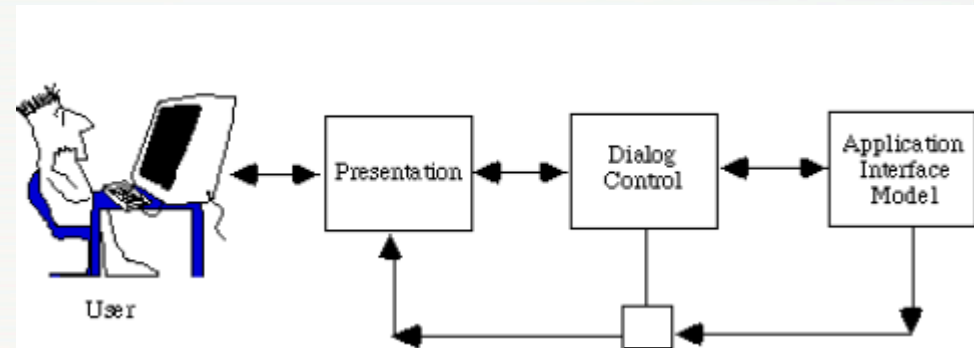 Presentation
Dialog
Control
Application
Interface
Model
User